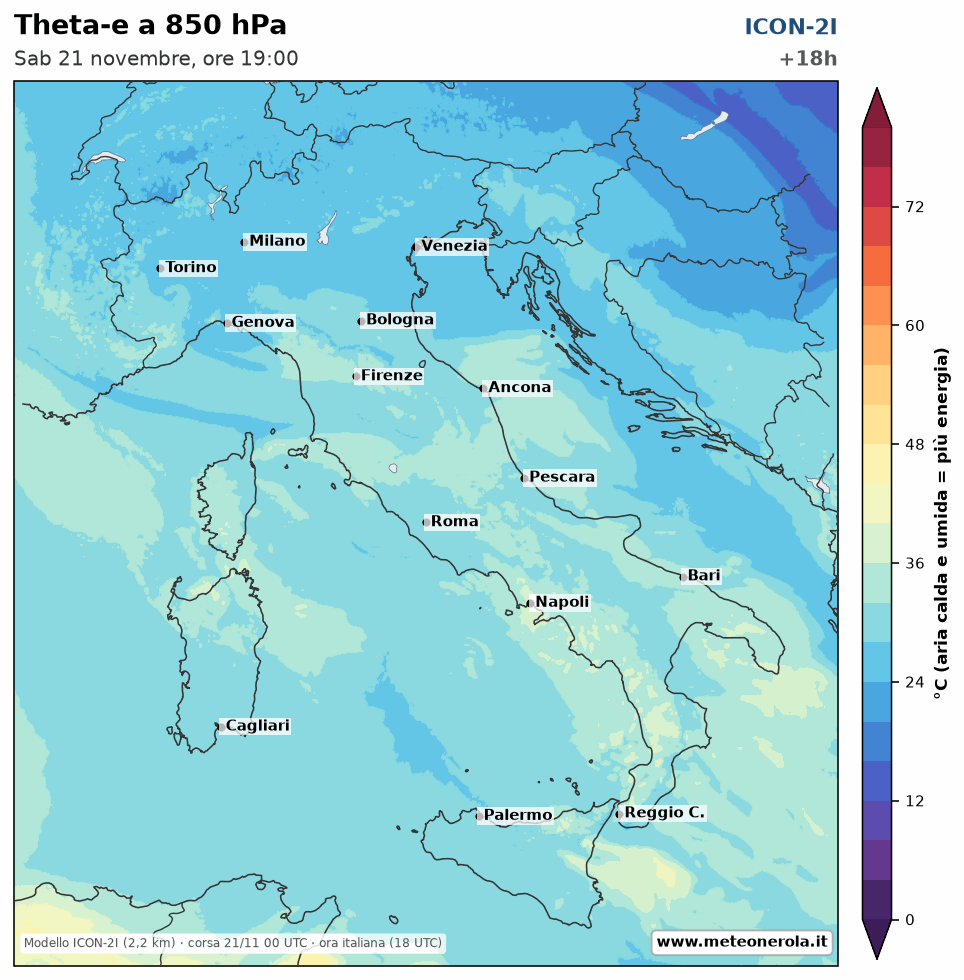 Theta-e a 850 hPa
ICON-2I
Sab 21 novembre, ore 19:00
+18h
Milano
Venezia
Torino
Genova
Bologna
Firenze
Ancona
Pescara
Roma
Bari
Napoli
Cagliari
Palermo
Reggio C.
72
60
48
36
24
12
0
°C (aria calda e umida = più energia)
Modello ICON-2I (2,2 km) · corsa 21/11 00 UTC · ora italiana (18 UTC)
www.meteonerola.it